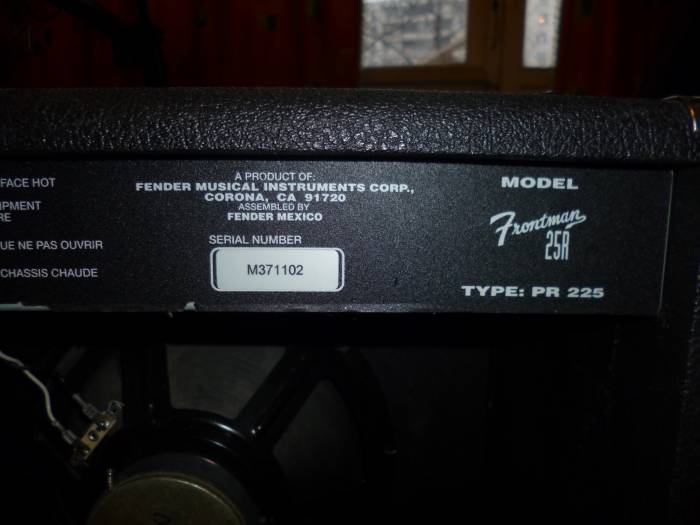 FACE HOT
IPMENT
RE
UE NE PAS OUVRIR
CHASSIS CHAUDE
A PRODUCT OF:
FENDER MUSICAL INSTRUMENTS CORP.,
CORONA, CA 91720
ASSEMBLED BY
FENDER MEXICO
SERIAL NUMBER
M371102
MODEL
Frontman
25R
TYPE: PR 225